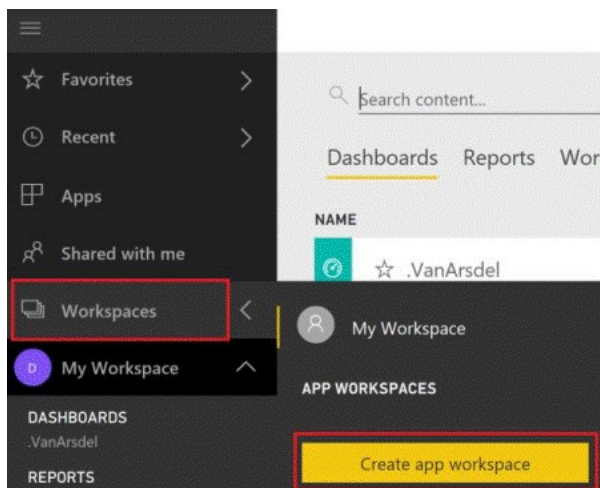 Favorites
Recent
Apps
Shared with me
Workspaces
D My Workspace
DASHBOARDS
.VanArsdel
REPORTS
Search content...
Dashboards Reports Wor
NAME
.VanArsdel
My Workspace
APP WORKSPACES
Create app workspace